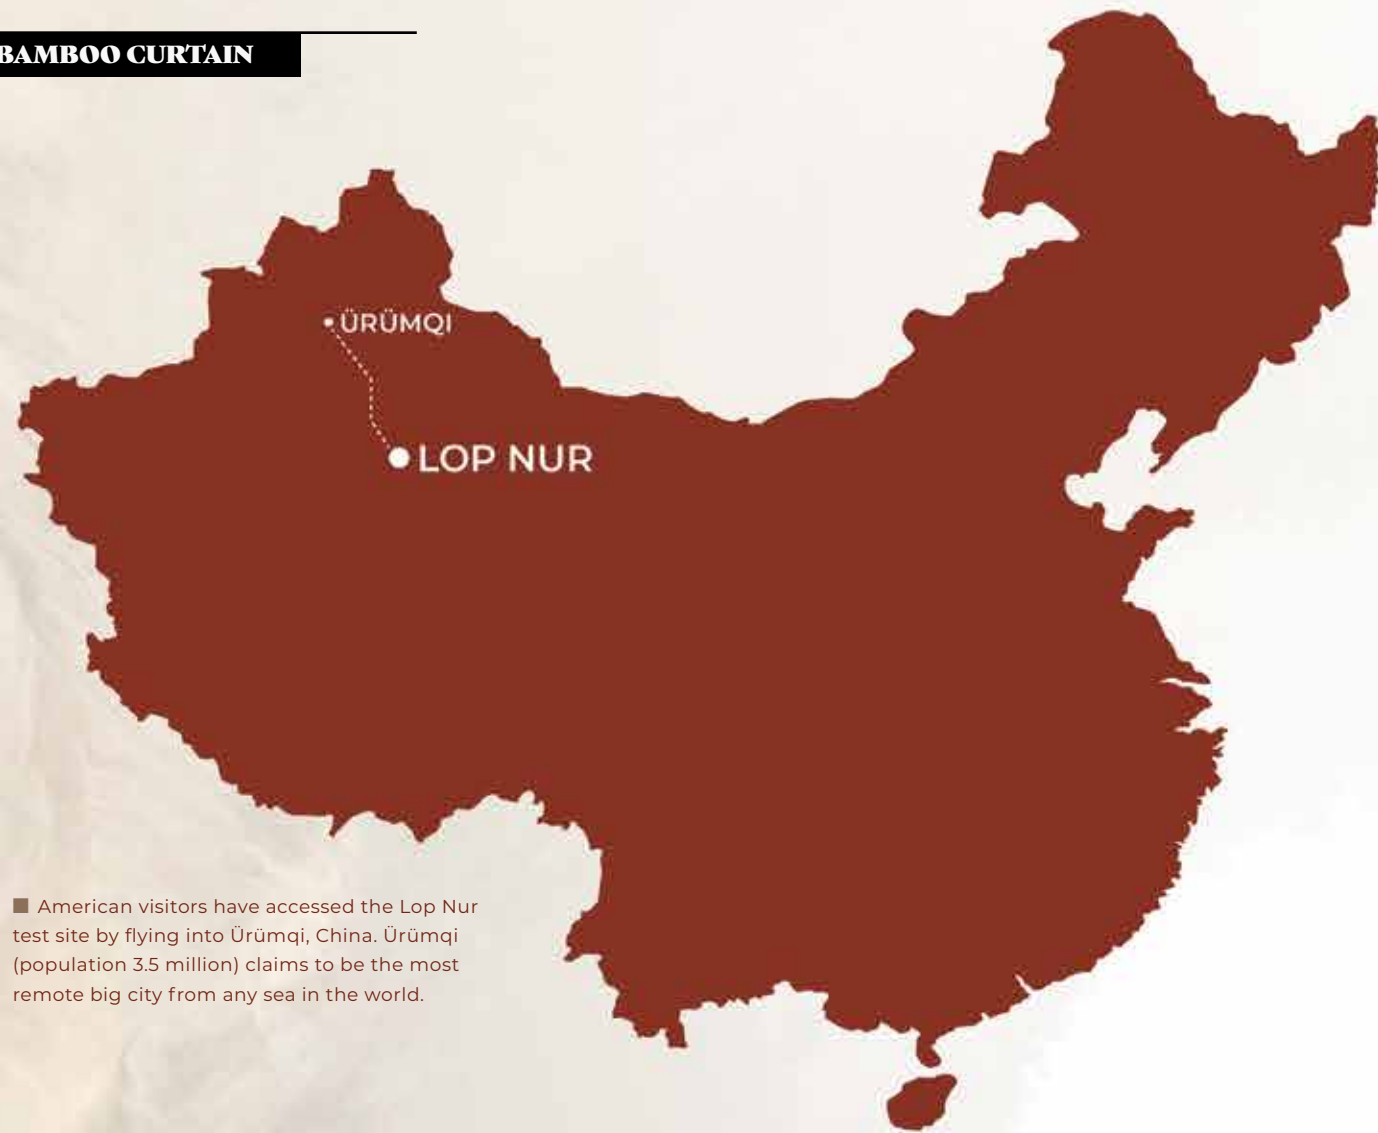 BAMBOO CURTAIN
ÜRÜMQI
LOP NUR
■ American visitors have accessed the Lop Nur
test site by flying into Ürümqi, China. Ürümqi
(population 3.5 million) claims to be the most
remote big city from any sea in the world.